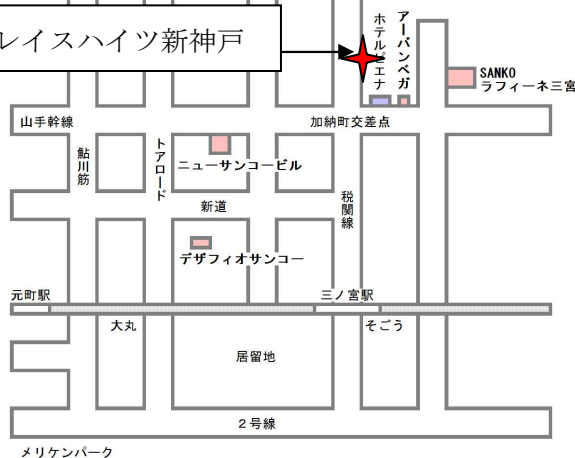 レイスハイツ新神戸
ホテルピエナ
アーバンベガ
SANKO
ラフィーネ三宮
山手幹線
加納町交差点
鮎川筋
トアロード
ニューサンコービル
税関線
新道
デザフィオサンコー
元町駅
三ノ宮駅
大丸
そごう
居留地
2号線
メリケンパーク